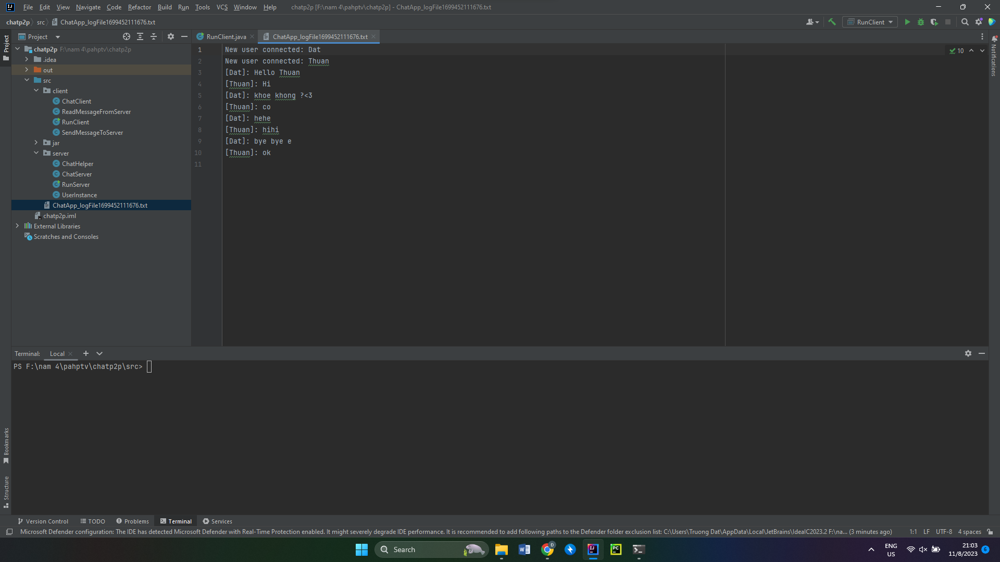 File Edit View Navigate Code Refactor Build Run Tools VCS Window Help chatp2p [F:\nam 4\pahptv\chatp2p] - ChatApp_logFile1699452111676.txt
chatp2p src ChatApp_logFile1699452111676.txt RunClient
Project RunClient.java ChatApp_logFile1699452111676.txt
Project
Notifications
Bookmarks
Structure
chatp2p F:\nam 4\pahptv\chatp2p
.idea
out
src
client
ChatClient
ReadMessageFromServer
RunClient
SendMessageToServer
jar
server
ChatHelper
ChatServer
RunServer
UserInstance
ChatApp_logFile1699452111676.txt
chatp2p.iml
External Libraries
Scratches and Consoles
10
1 New user connected: Dat
2 New user connected: Thuan
3 [Dat]: Hello Thuan
4 [Thuan]: Hi
5 [Dat]: khoe khong ?<3
6 [Thuan]: co
7 [Dat]: hehe
8 [Thuan]: hihi
9 [Dat]: bye bye e
10 [Thuan]: ok
11
Terminal: Local
PS F:\nam 4\pahptv\chatp2p\src>
Version Control TODO Problems Terminal Services
Microsoft Defender configuration: The IDE has detected Microsoft Defender with Real-Time Protection enabled. It might severely degrade IDE performance. It is recommended to add following paths to the Defender folder exclusion list: C:\Users\Truong Dat\AppData\Local\JetBrains\IdeaIC2023.2 F:\na... (3 minutes ago) 1:1 LF UTF-8 4 spaces
Search
ENG
US
21:03
11/8/2023
6